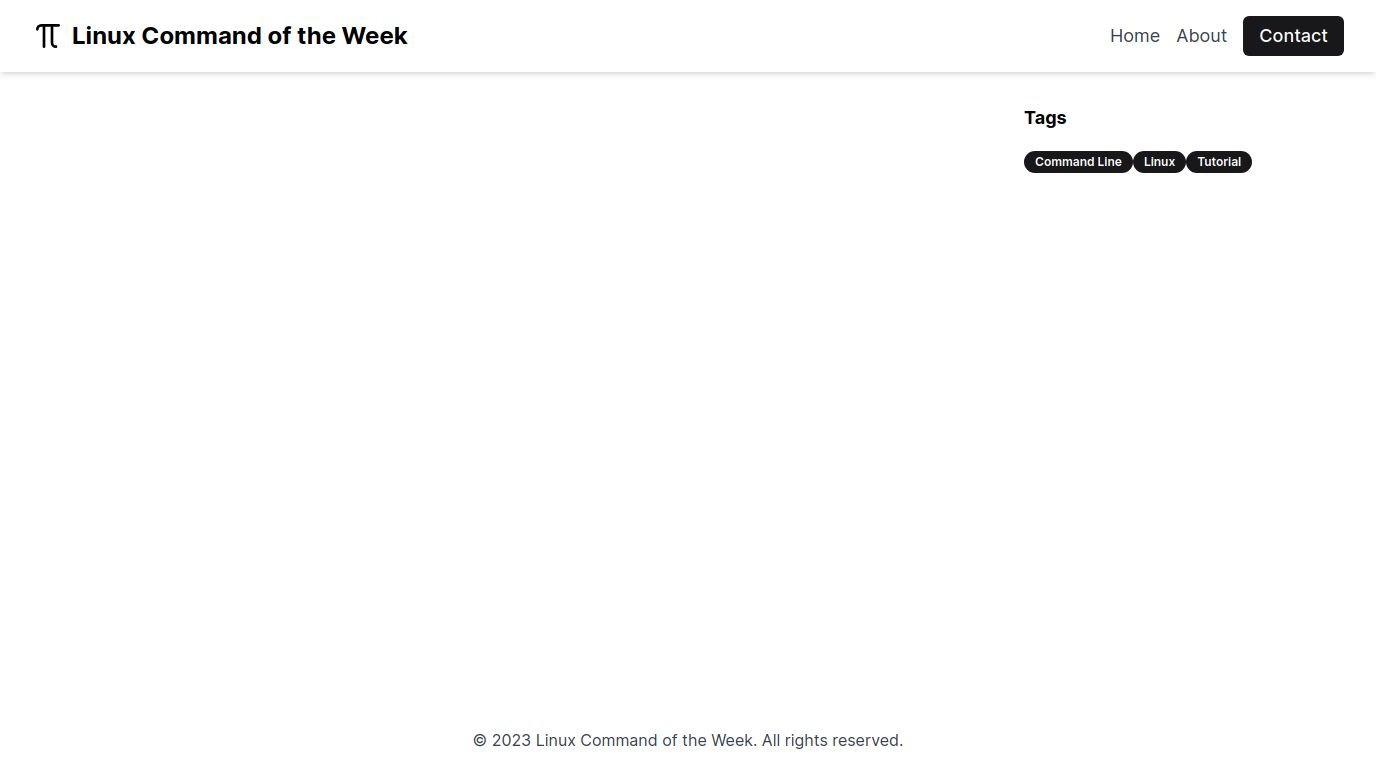 Linux Command of the Week
Home About Contact
Tags
Command Line Linux Tutorial
© 2023 Linux Command of the Week. All rights reserved.